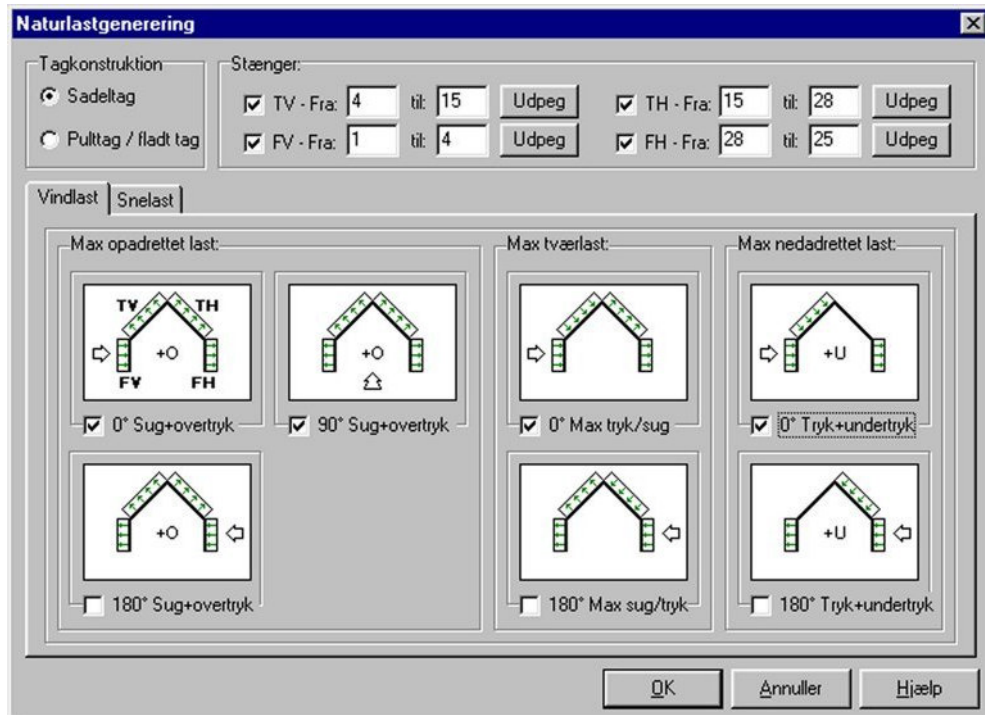 Naturlastgenerering
Tagkonstruktion
Sadeltag
Pulttag / fladt tag
Stænger:
TV - Fra: 4 til: 15 Udpeg
TH - Fra: 15 til: 28 Udpeg
FV - Fra: 1 til: 4 Udpeg
FH - Fra: 28 til: 25 Udpeg
Vindlast Snelast
Max opadrettet last:
TV TH
+O
FV FH
0° Sug+overtryk
+O
90° Sug+overtryk
+O
180° Sug+overtryk
Max tværlast:
0° Max tryk/sug
180° Max sug/tryk
Max nedadrettet last:
+U
0° Tryk+undertryk
+U
180° Tryk+undertryk
OK Annuller Hjælp